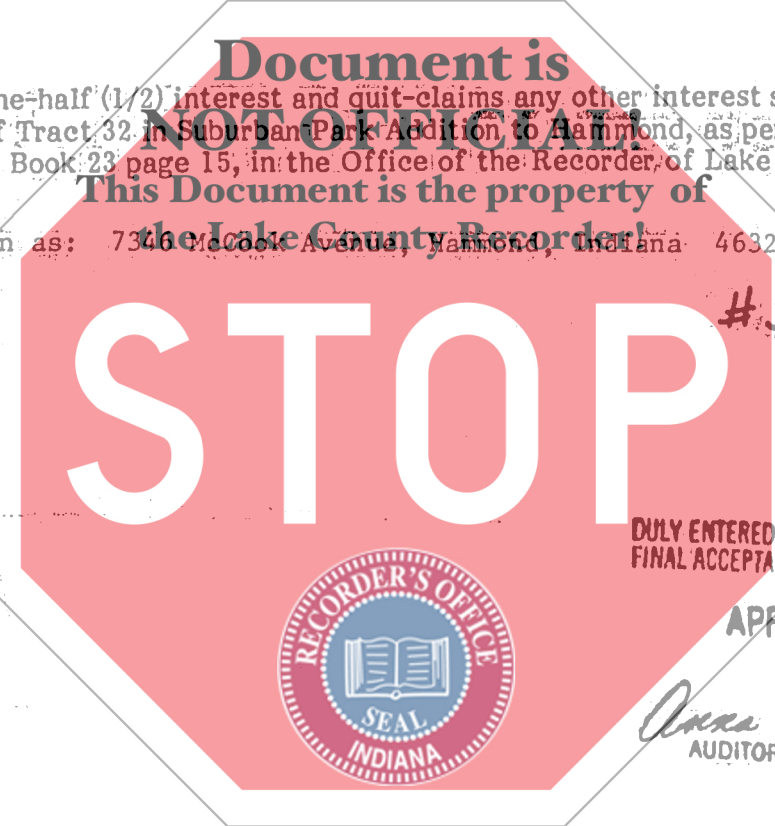 Document is
ne-half (1/2) interest and quit-claims any other interest s
f Tract 32 in Suburban Park Addition to Hammond, as pe
NOT OFFICIAL!
Book 23 page 15, in the Office of the Recorder of Lake
This Document is the property of
n as: 7346 McCook Avenue, Hammond, Indiana 4632
the Lake County Recorder!
#
STOP
DULY ENTERED
FINAL ACCEPTA
RECORDER'S OFFICE
SEAL
INDIANA
APP
Anna
AUDITOR